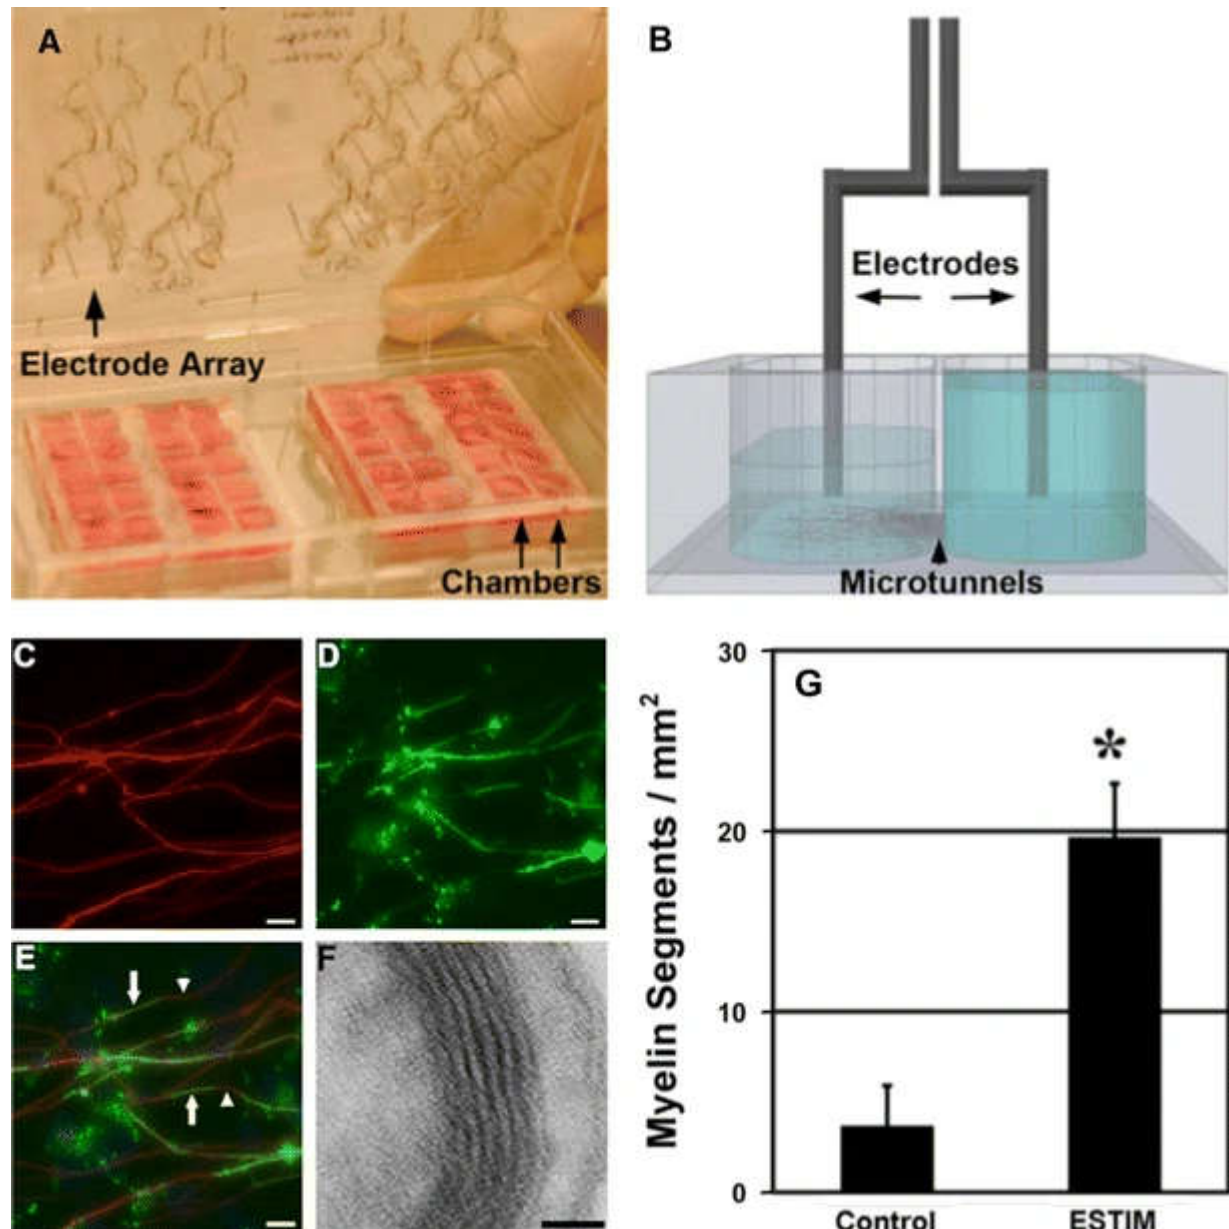 A
Electrode Array
Chambers
B
Electrodes
Microtunnels
C
D
E
F
G
Myelin Segments / mm²
30
20
10
0
*
Control
ESTIM